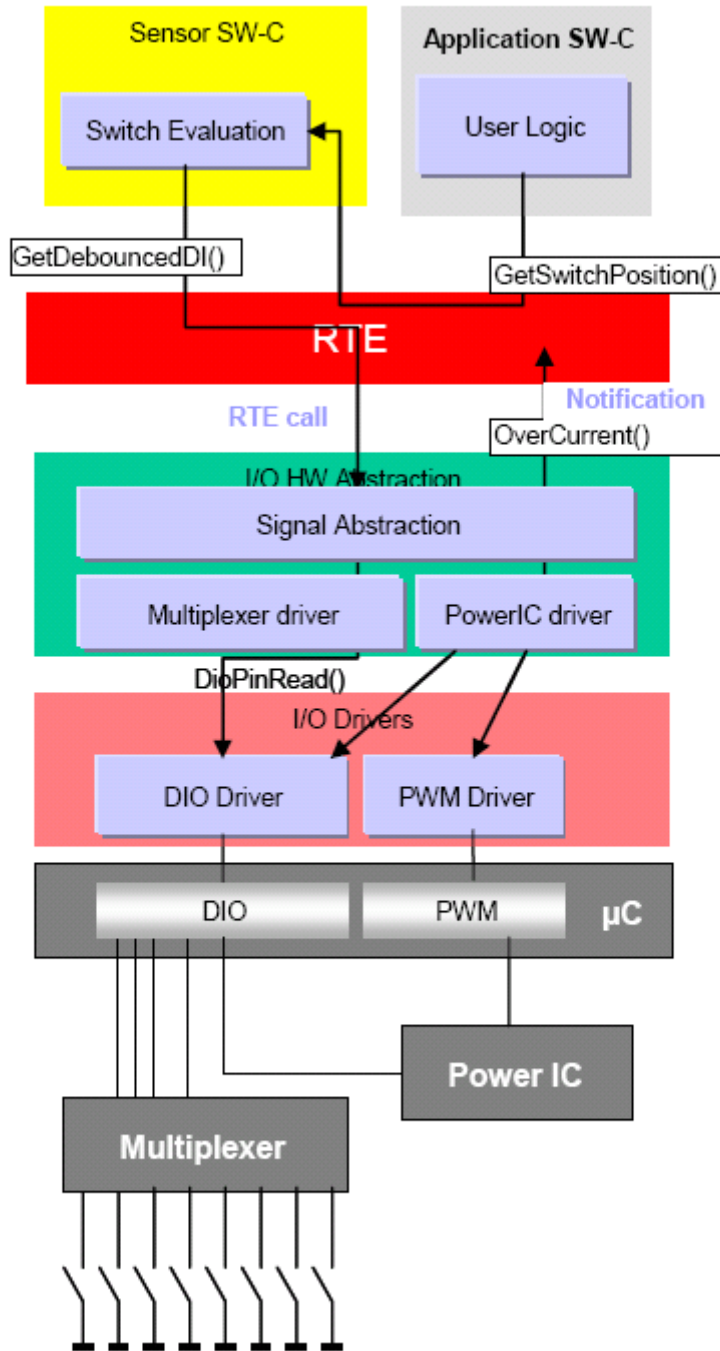 Sensor SW-C
Application SW-C
Switch Evaluation
User Logic
GetDebouncedDI()
GetSwitchPosition()
RTE
RTE call
Notification
OverCurrent()
I/O HW Abstraction
Signal Abstraction
Multiplexer driver
PowerIC driver
DioPinRead()
I/O Drivers
DIO Driver
PWM Driver
DIO
PWM
µC
Power IC
Multiplexer